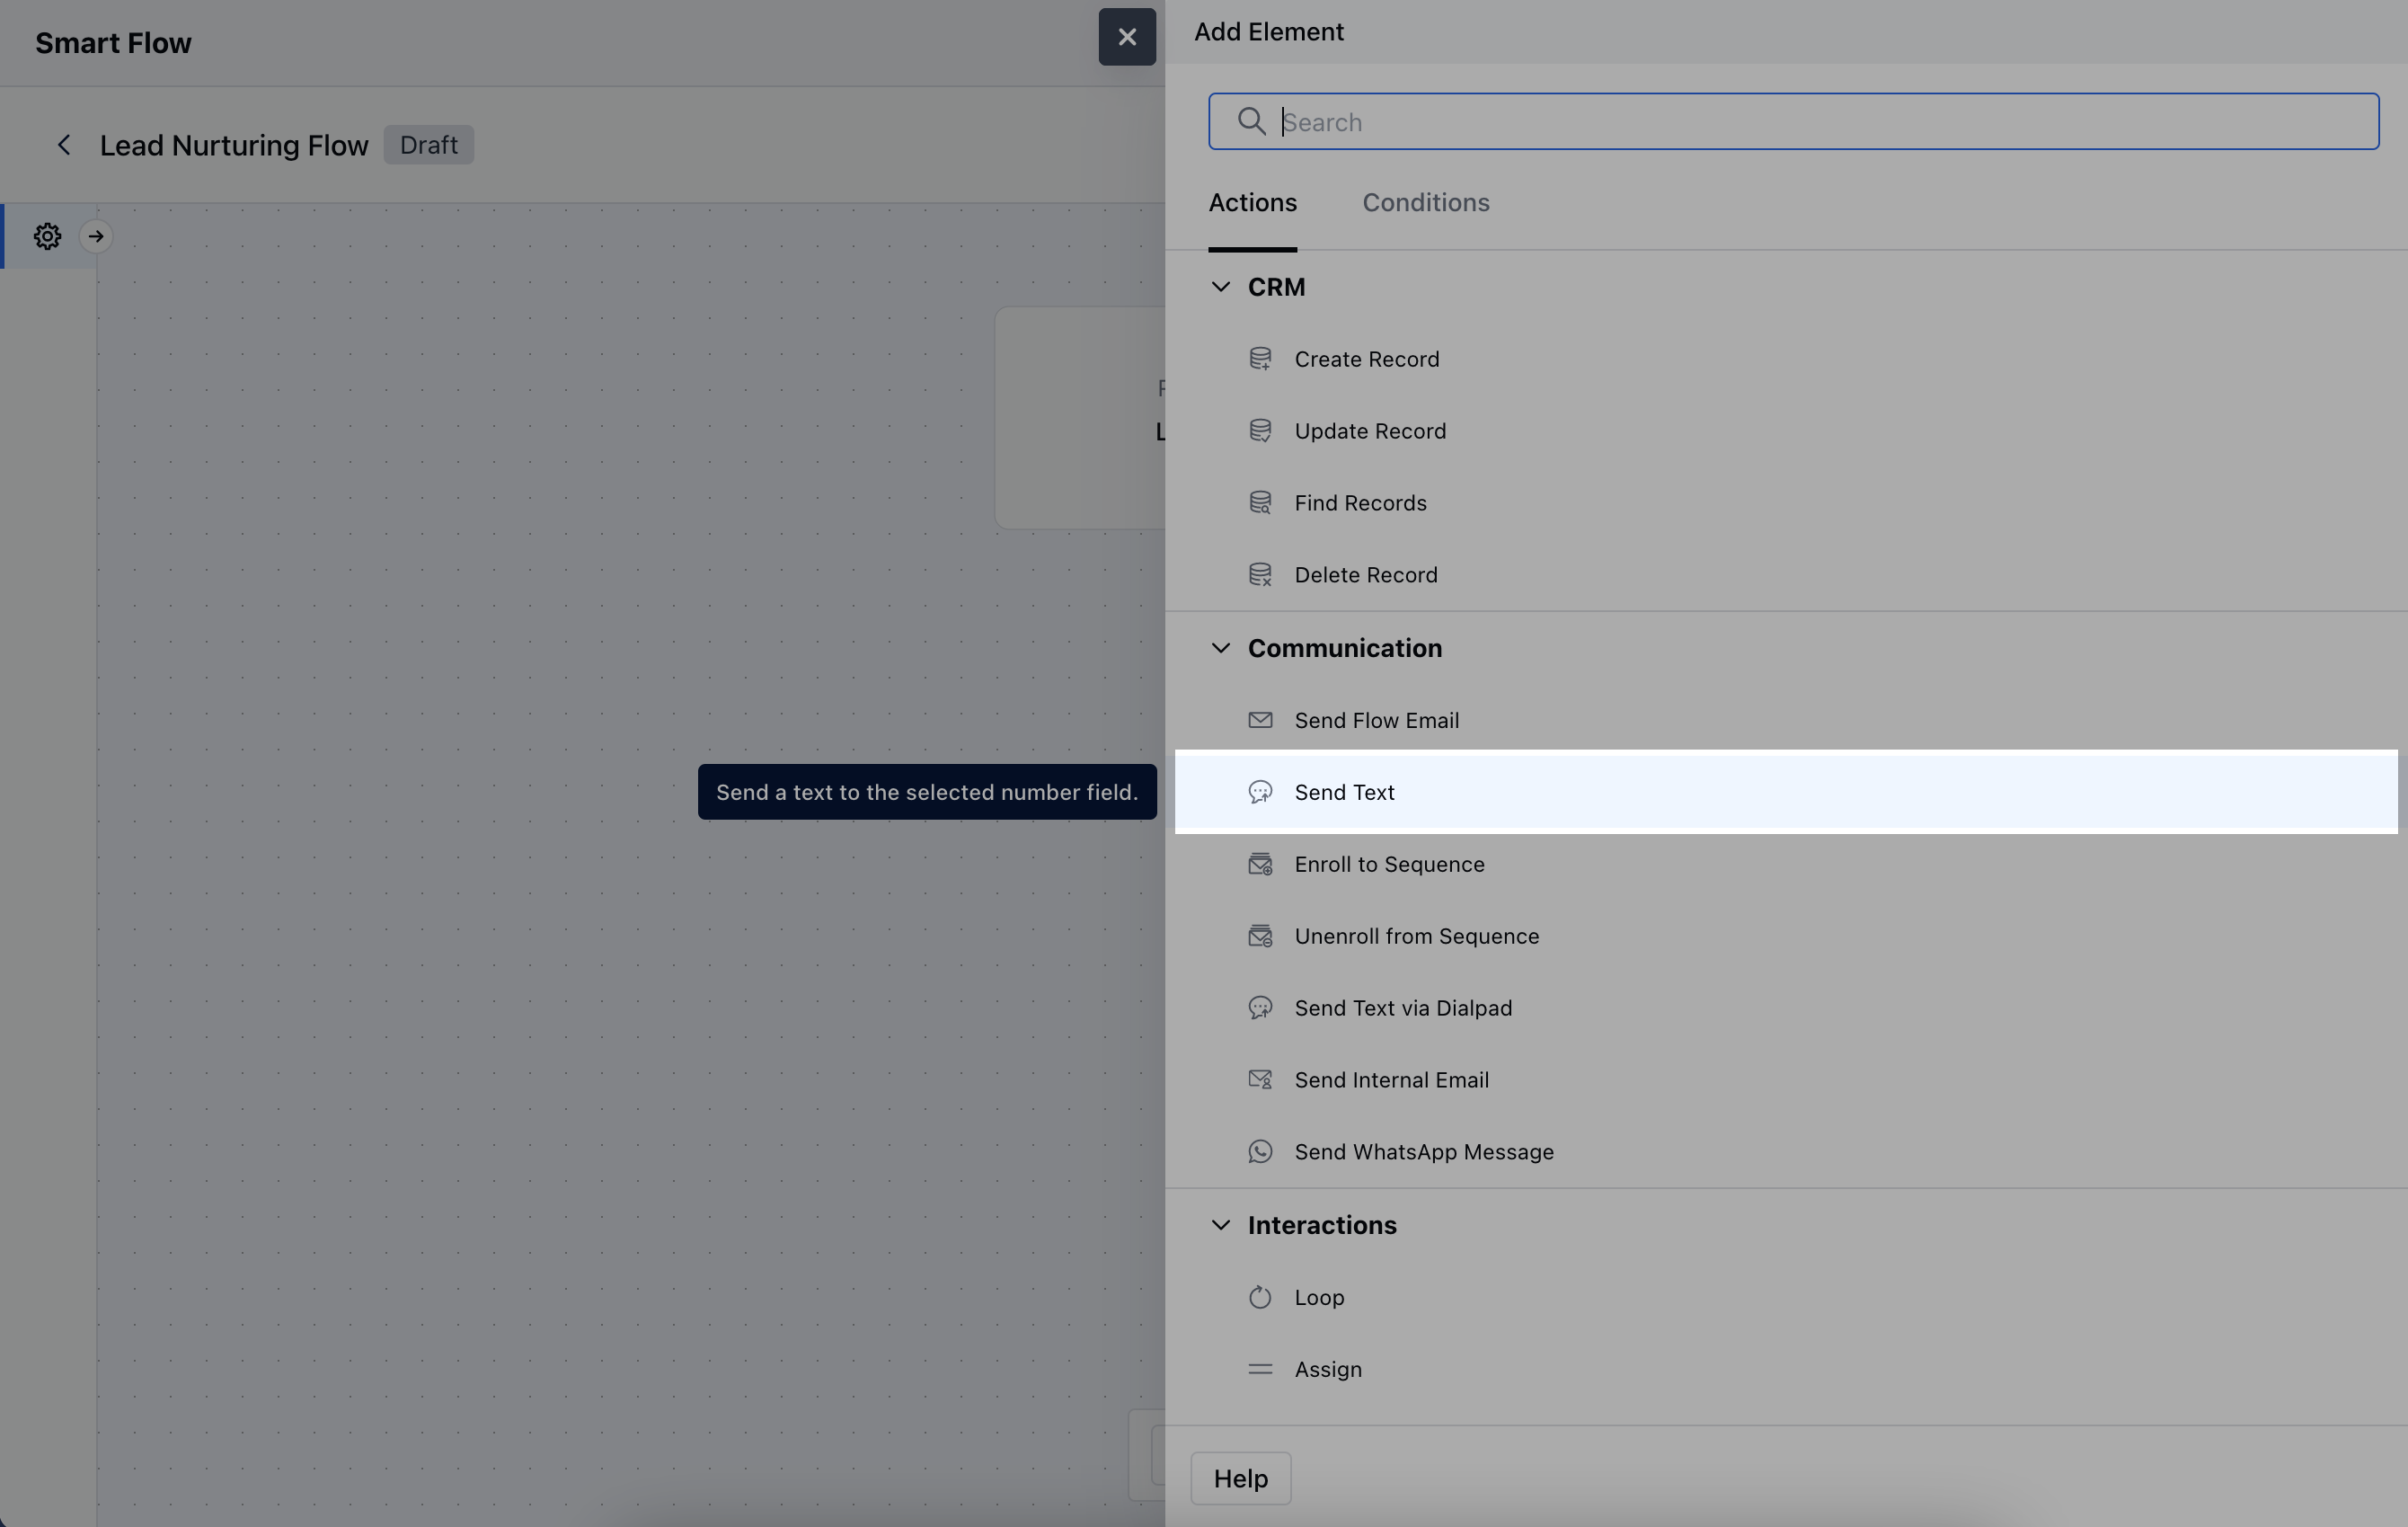 Smart Flow
Lead Nurturing Flow
Draft
Send a text to the selected number field.
Add Element
Search
Actions
Conditions
CRM
Create Record
Update Record
Find Records
Delete Record
Communication
Send Flow Email
Send Text
Enroll to Sequence
Unenroll from Sequence
Send Text via Dialpad
Send Internal Email
Send WhatsApp Message
Interactions
Loop
Assign
Help